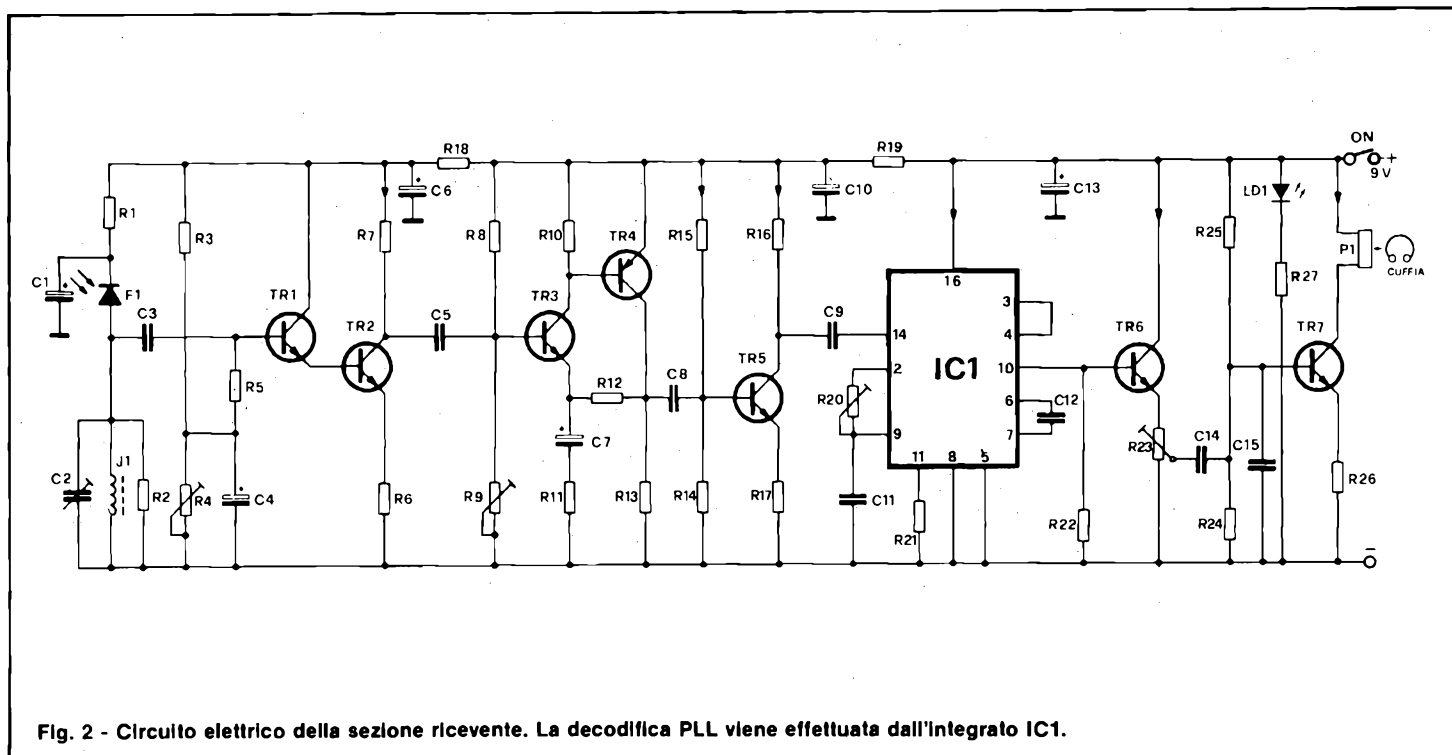 ON
+
9 V
R18
R19
C6
C10
C13
R1
R3
R7
R8
R10
TR4
R15
R16
R25
LD1
P1
CUFFIA
C1
F1
TR1
C3
TR2
C5
TR3
R27
16
3
4
C9
14
2
IC1
10
TR6
TR7
R5
R12
C8
TR5
R20
9
6
C12
7
R23
C14
C15
C7
11
8
5
C2
J1
R2
R4
C4
R6
R9
R11
R13
R14
R17
C11
R21
R22
R24
R26
-
Fig. 2 - Circuito elettrico della sezione ricevente. La decodifica PLL viene effettuata dall'integrato IC1.